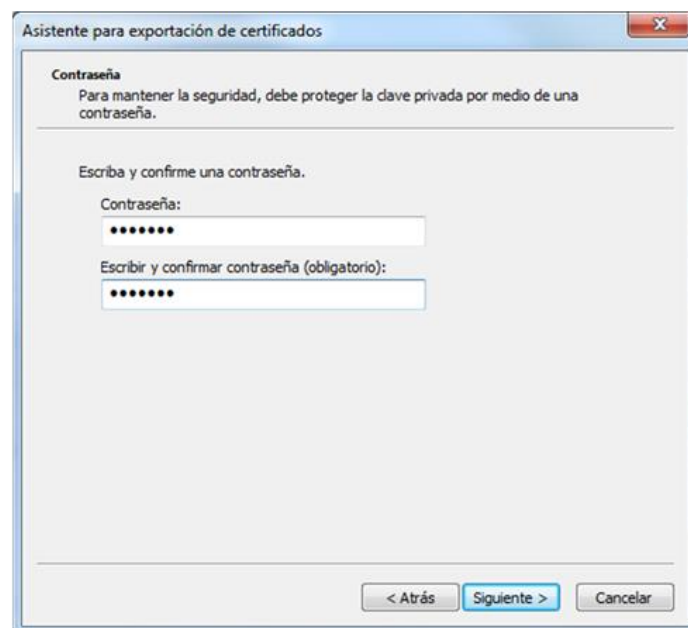 Asistente para exportación de certificados
Contraseña
Para mantener la seguridad, debe proteger la clave privada por medio de una
contraseña.
Escriba y confirme una contraseña.
Contraseña:
•••••••
Escribir y confirmar contraseña (obligatorio):
•••••••
< Atrás Siguiente > Cancelar